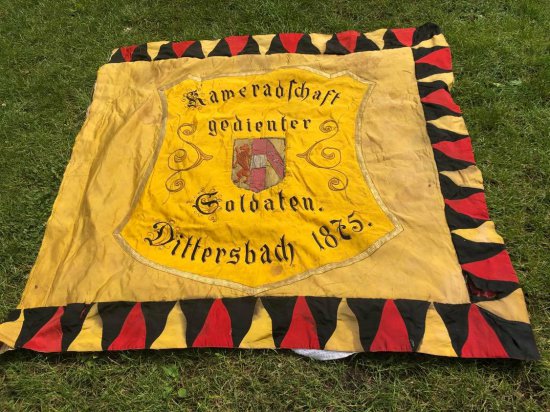 Kameradschaft
gedienter
Soldaten.
Dittersbach 1875.